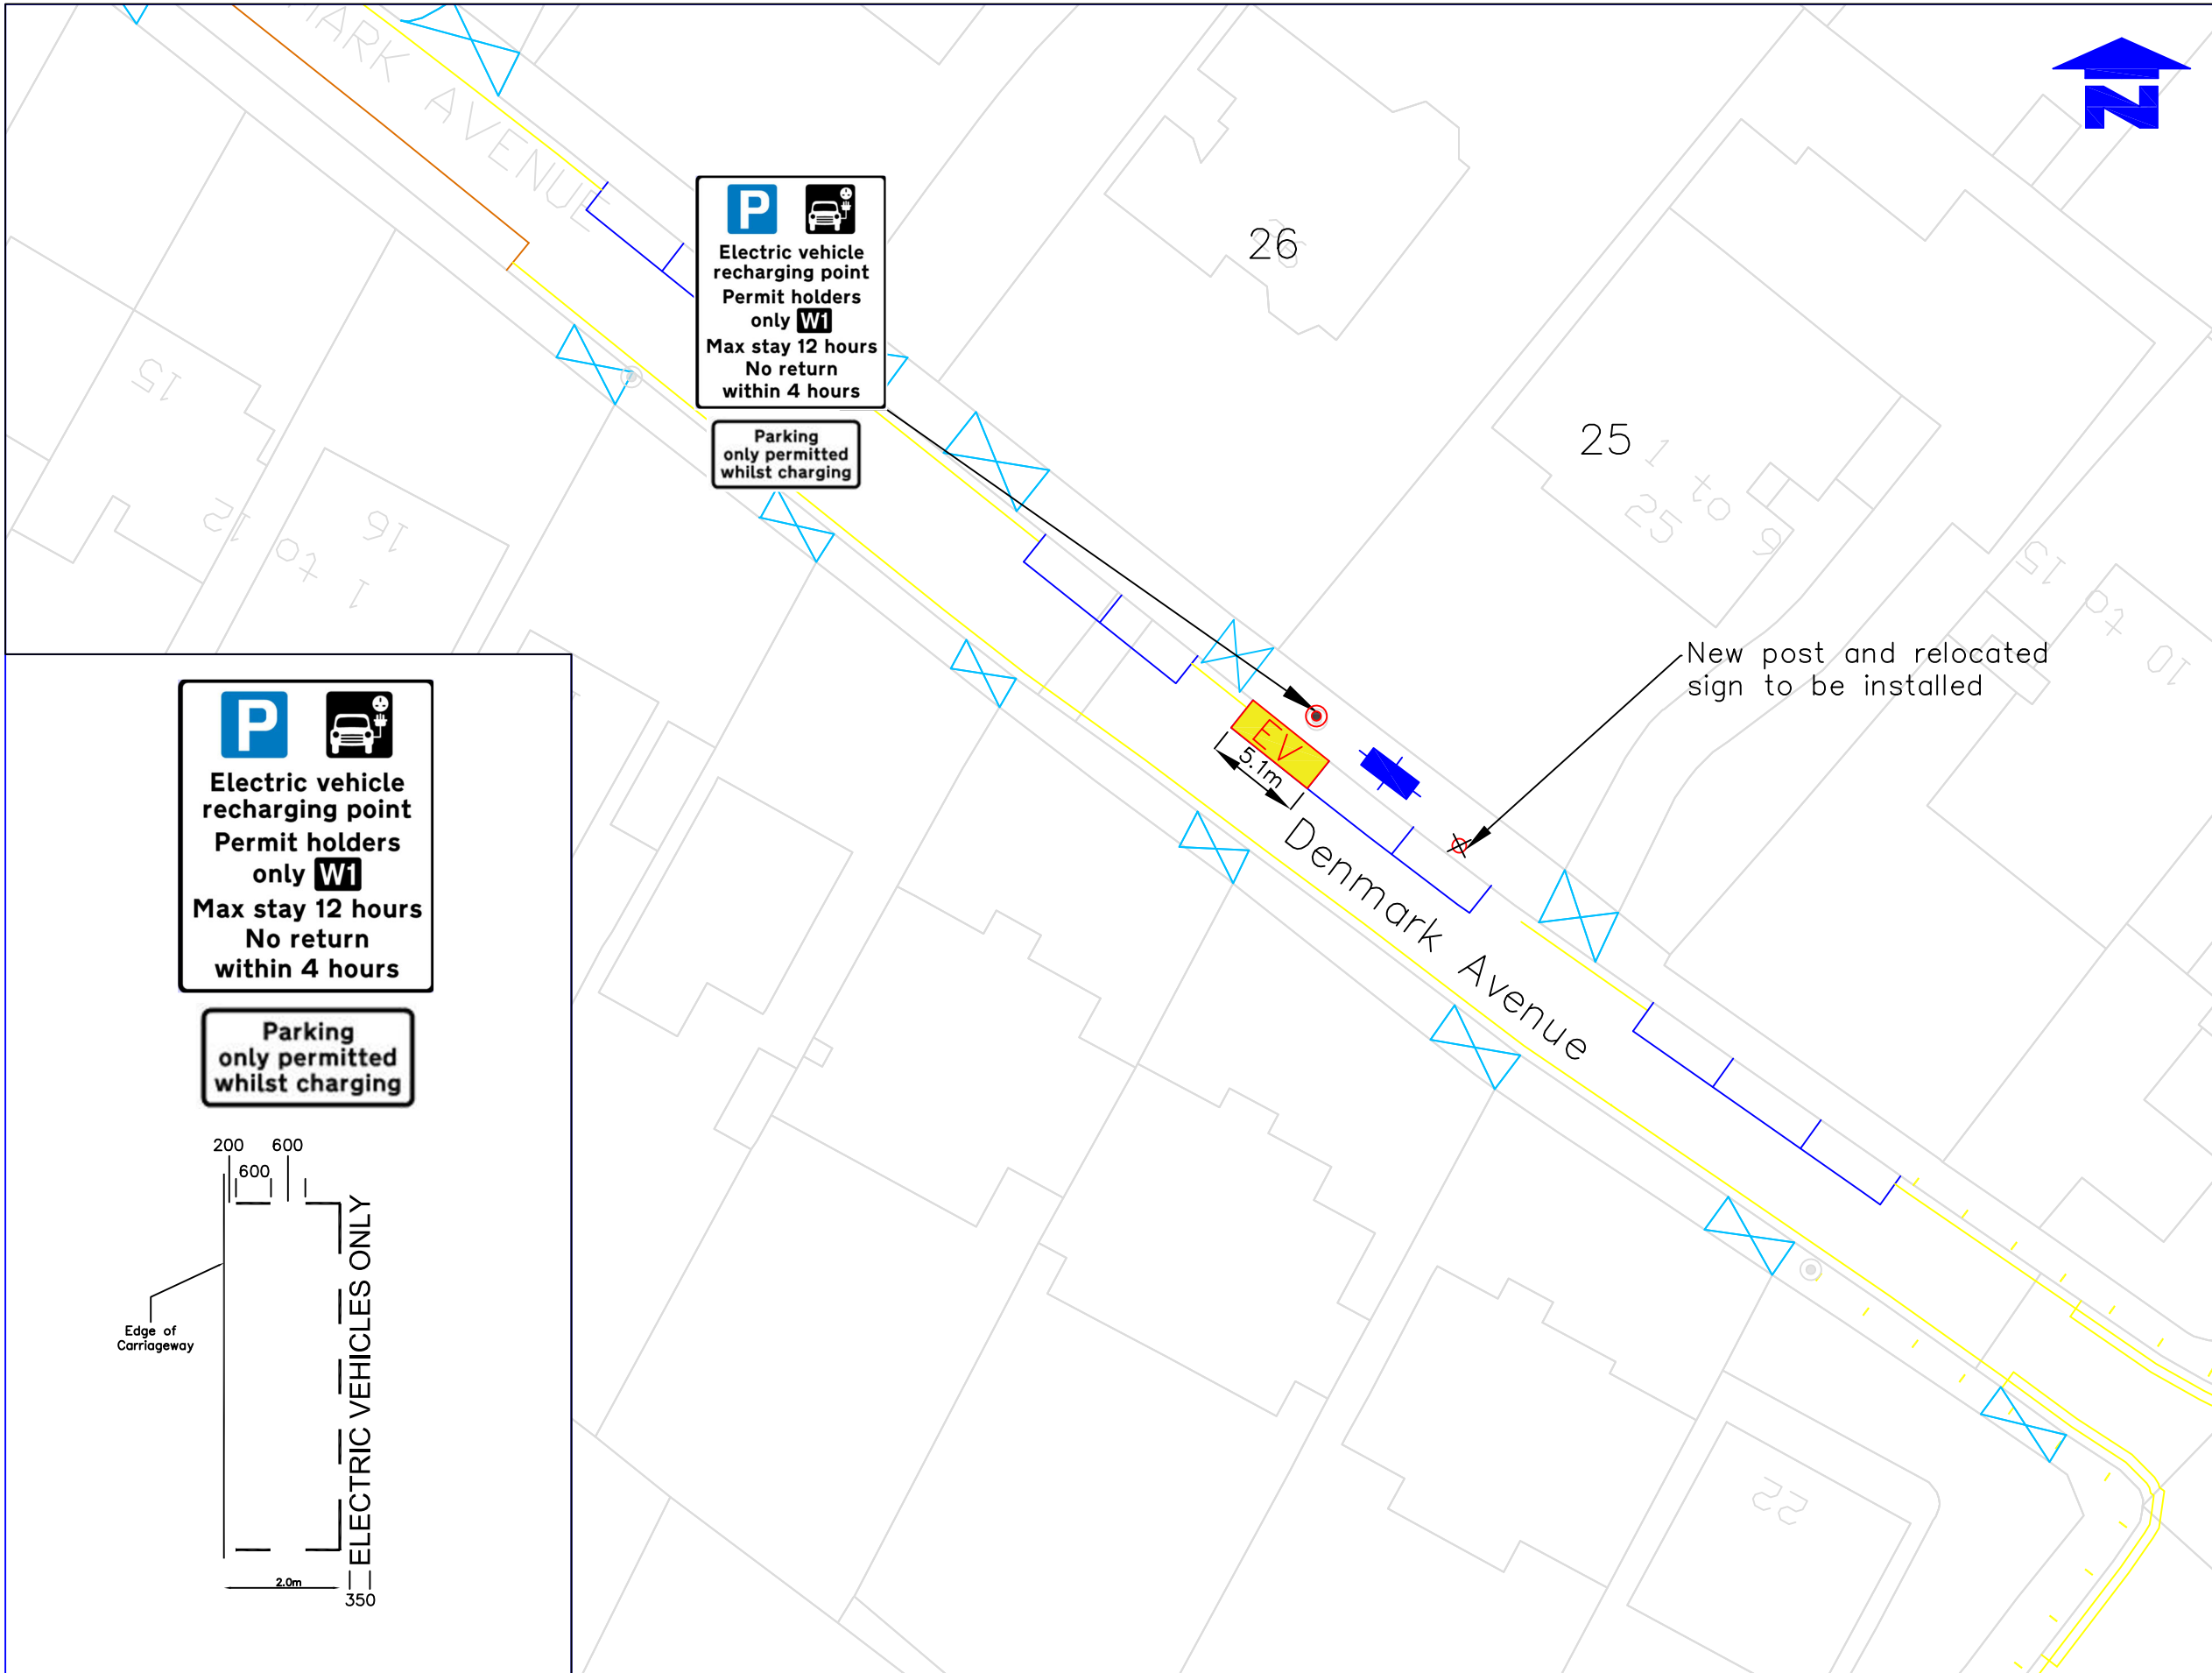 ARK AVENUE
P
Electric vehicle
recharging point
Permit holders
only W1
Max stay 12 hours
No return
within 4 hours
Parking
only permitted
whilst charging
N
26
25
1 to 9
25
15
12
16
1 to
10 to 15
New post and relocated
sign to be installed
EV
5.1m
Denmark Avenue
22
P
Electric vehicle
recharging point
Permit holders
only W1
Max stay 12 hours
No return
within 4 hours
Parking
only permitted
whilst charging
200 600
600
ELECTRIC VEHICLES ONLY
Edge of
Carriageway
2.0m
350